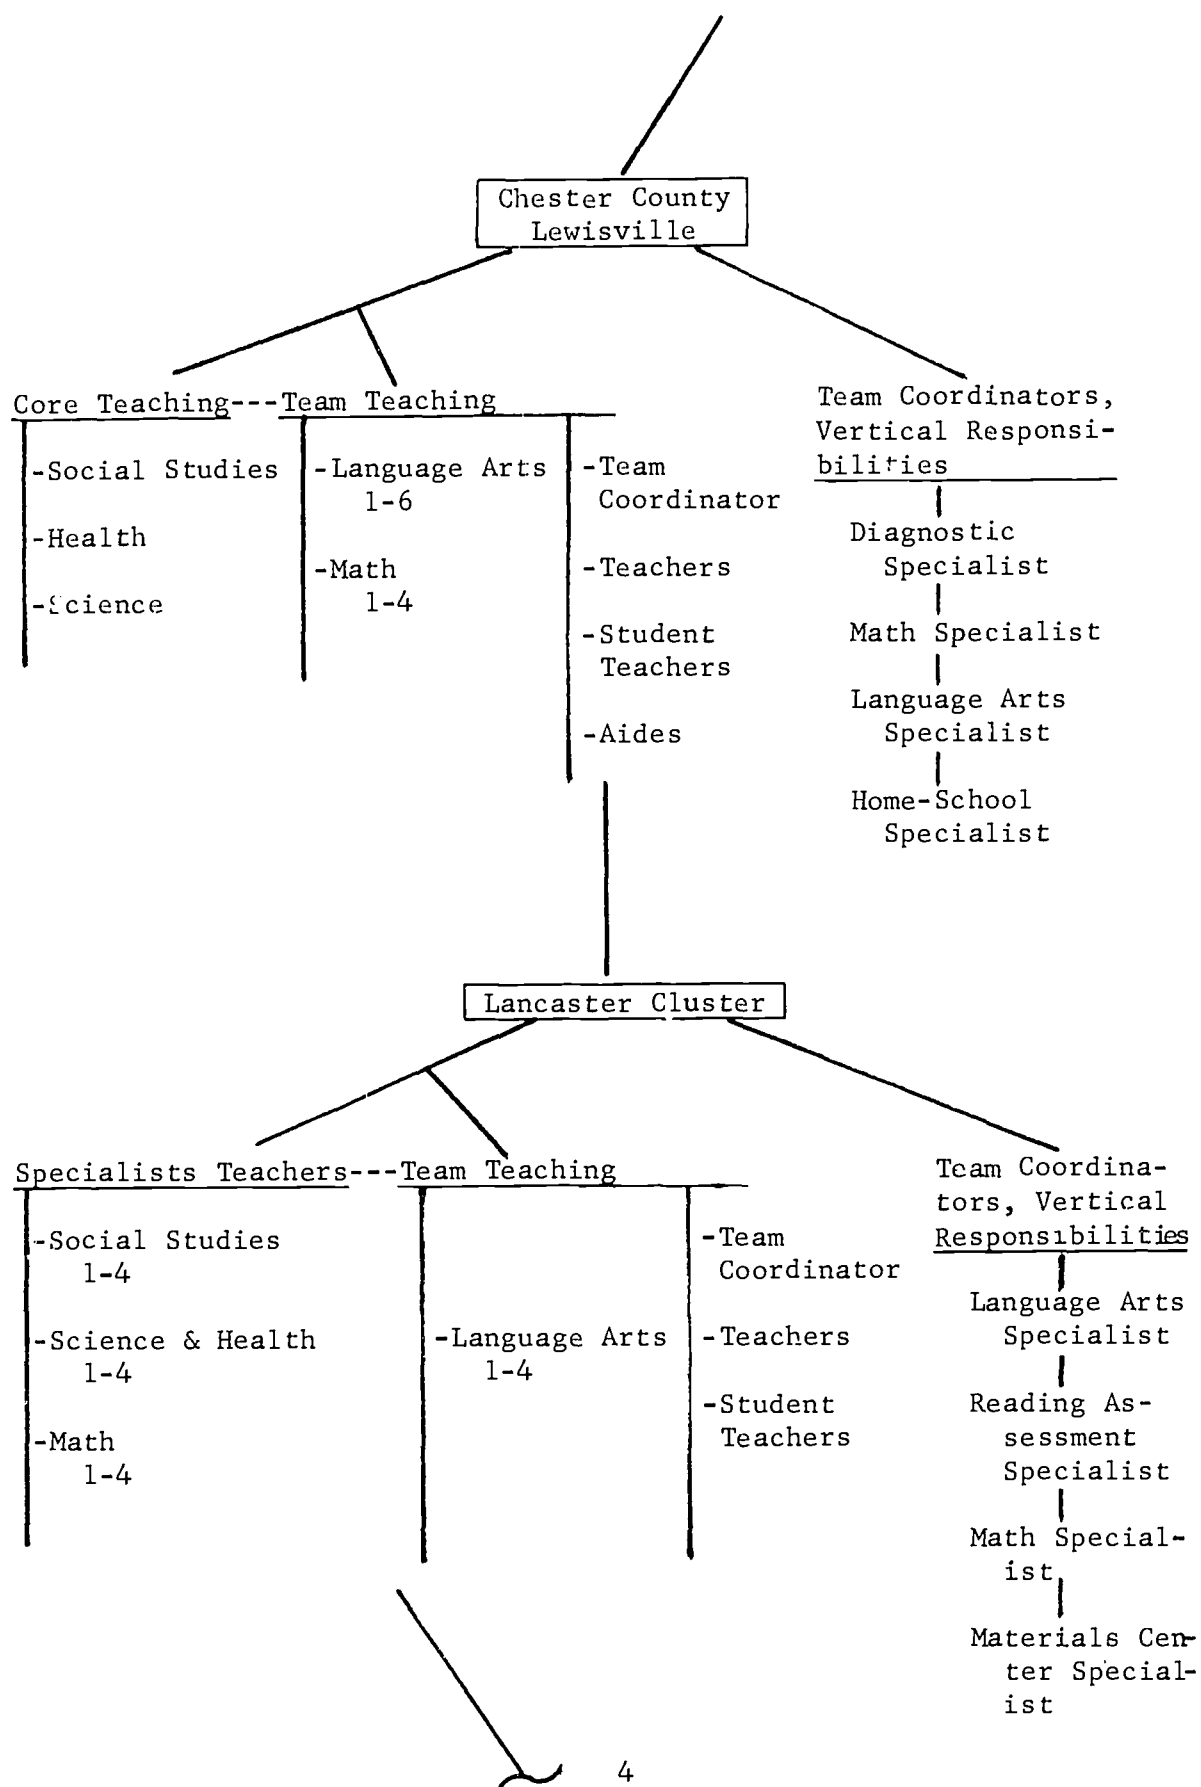 Chester County
Lewisville
Core Teaching---Team Teaching
-Social Studies
-Health
-Science
-Language Arts
1-6
-Math
1-4
-Team
Coordinator
-Teachers
-Student
Teachers
-Aides
Team Coordinators,
Vertical Responsi-
bilities
Diagnostic
Specialist
Math Specialist
Language Arts
Specialist
Home-School
Specialist
Lancaster Cluster
Specialists Teachers---Team Teaching
-Social Studies
1-4
-Science & Health
1-4
-Math
1-4
-Language Arts
1-4
-Team
Coordinator
-Teachers
-Student
Teachers
Team Coordina-
tors, Vertical
Responsibilities
Language Arts
Specialist
Reading As-
sessment
Specialist
Math Special-
ist
Materials Cen-
ter Special-
ist
4